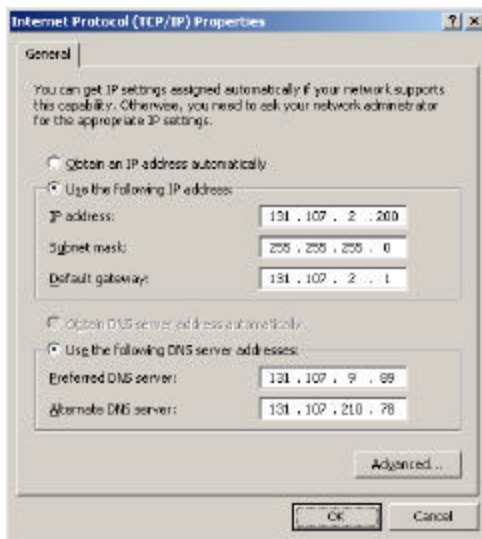 Internet Protocol (TCP/IP) Properties
General
You can get IP settings assigned automatically if your network supports
this capability. Otherwise, you need to ask your network administrator
for the appropriate IP settings.
Obtain an IP address automatically
Use the following IP address:
IP address: 131 . 107 . 2 . 200
Subnet mask: 255 . 255 . 255 . 0
Default gateway: 131 . 107 . 2 . 1
Obtain DNS server address automatically
Use the following DNS server addresses:
Preferred DNS server: 131 . 107 . 9 . 89
Alternate DNS server: 131 . 107 . 210 . 78
Advanced...
OK Cancel